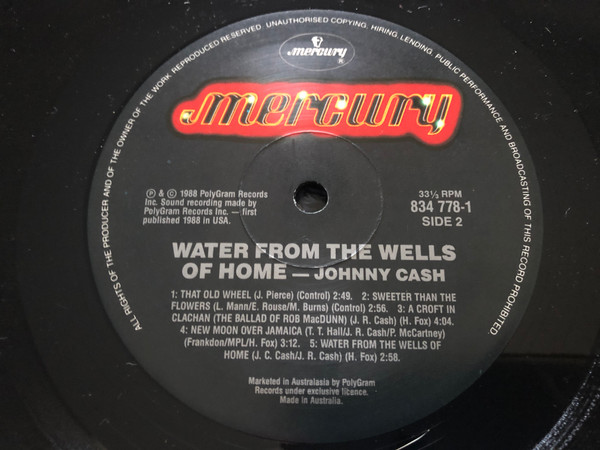 ALL RIGHTS OF THE PRODUCER AND OF THE OWNER OF THE WORK REPRODUCED RESERVED. UNAUTHORISED COPYING, HIRING, LENDING, PUBLIC PERFORMANCE AND BROADCASTING OF THIS RECORD PROHIBITED.
mercury
®
mercury
℗ & © 1988 PolyGram Records
Inc. Sound recording made by
PolyGram Records Inc. – first
published 1988 in USA.
33⅓ RPM
834 778-1
SIDE 2
WATER FROM THE WELLS
OF HOME – JOHNNY CASH
1: THAT OLD WHEEL (J. Pierce) (Control) 2:49. 2: SWEETER THAN THE
FLOWERS (L. Mann/E. Rouse/M. Burns) (Control) 2:56. 3: A CROFT IN
CLACHAN (THE BALLAD OF ROB MacDUNN) (J. R. Cash) (H. Fox) 4:04.
4: NEW MOON OVER JAMAICA (T. T. Hall/J. R. Cash/P. McCartney)
(Frankdon/MPL/H. Fox) 3:12. 5: WATER FROM THE WELLS OF
HOME (J. C. Cash/J. R. Cash) (H. Fox) 2:58.
Marketed in Australasia by PolyGram
Records under exclusive licence.
Made in Australia.